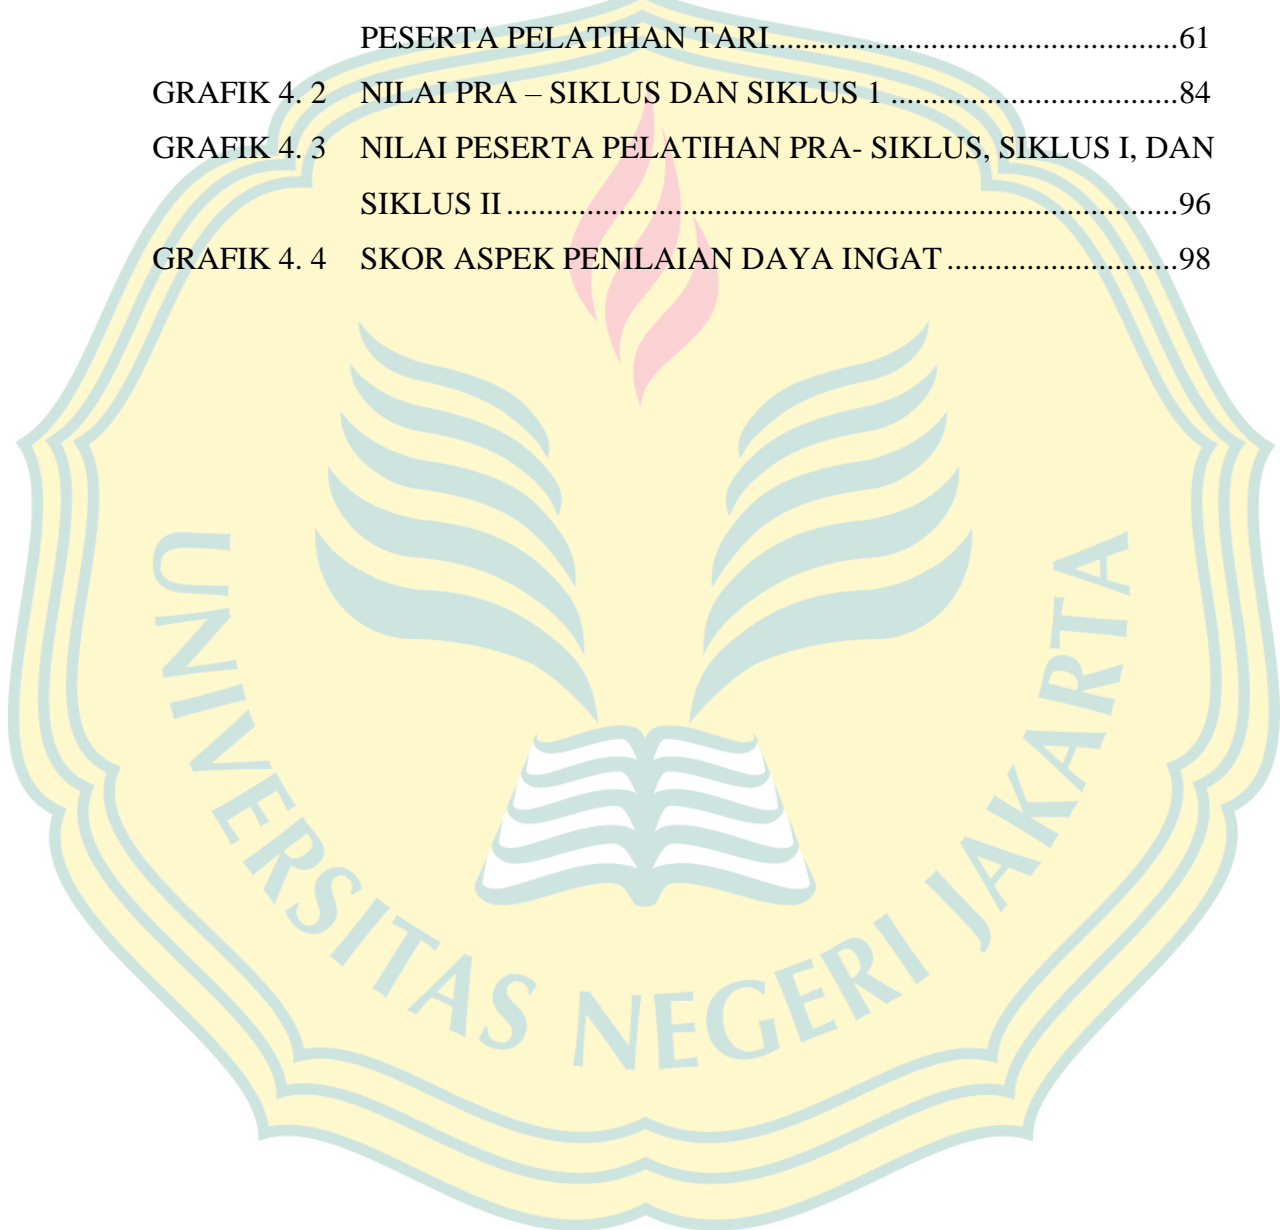 PESERTA PELATIHAN TARI..................................................61
GRAFIK 4. 2 NILAI PRA – SIKLUS DAN SIKLUS 1 ....................................84
GRAFIK 4. 3 NILAI PESERTA PELATIHAN PRA- SIKLUS, SIKLUS I, DAN
SIKLUS II....................................................................................96
GRAFIK 4. 4 SKOR ASPEK PENILAIAN DAYA INGAT.............................98
UNIVERSITAS NEGERI JAKARTA